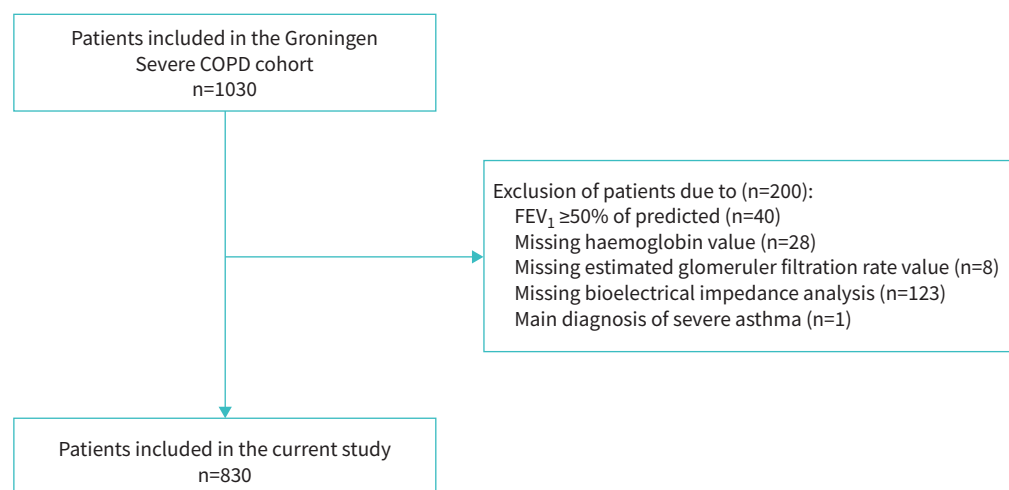 Patients included in the Groningen
Severe COPD cohort
n=1030
Exclusion of patients due to (n=200):
FEV₁ ≥50% of predicted (n=40)
Missing haemoglobin value (n=28)
Missing estimated glomeruler filtration rate value (n=8)
Missing bioelectrical impedance analysis (n=123)
Main diagnosis of severe asthma (n=1)
Patients included in the current study
n=830